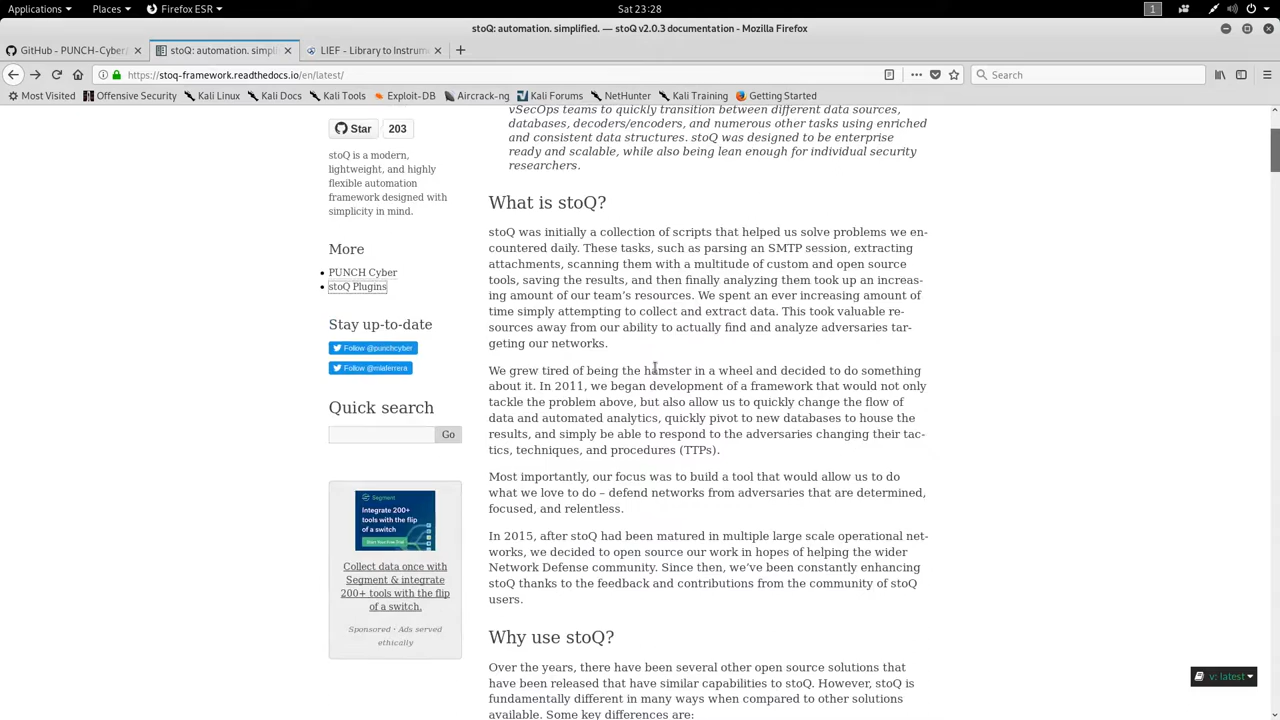 Applications Places Firefox ESR Sat 23:28 1
stoQ: automation. simplified. — stoQ v2.0.3 documentation - Mozilla Firefox
GitHub - PUNCH-Cyber/ stoQ: automation. simplifi LIEF - Library to Instrume
https://stoq-framework.readthedocs.io/en/latest/ Search
Most Visited Offensive Security Kali Linux Kali Docs Kali Tools Exploit-DB Aircrack-ng Kali Forums NetHunter Kali Training Getting Started
Star 203
stoQ is a modern,
lightweight, and highly
flexible automation
framework designed with
simplicity in mind.
More
PUNCH Cyber
stoQ Plugins
Stay up-to-date
Follow @punchcyber
Follow @mlaferrera
Quick search
Go
Segment
Integrate 200+
tools with the flip
of a switch
Start Your Free Trial
Collect data once with
Segment & integrate
200+ tools with the flip
of a switch.
Sponsored · Ads served
ethically
vSecOps teams to quickly transition between different data sources,
databases, decoders/encoders, and numerous other tasks using enriched
and consistent data structures. stoQ was designed to be enterprise
ready and scalable, while also being lean enough for individual security
researchers.
What is stoQ?
stoQ was initially a collection of scripts that helped us solve problems we en-
countered daily. These tasks, such as parsing an SMTP session, extracting
attachments, scanning them with a multitude of custom and open source
tools, saving the results, and then finally analyzing them took up an increas-
ing amount of our team's resources. We spent an ever increasing amount of
time simply attempting to collect and extract data. This took valuable re-
sources away from our ability to actually find and analyze adversaries tar-
geting our networks.
We grew tired of being the hamster in a wheel and decided to do something
about it. In 2011, we began development of a framework that would not only
tackle the problem above, but also allow us to quickly change the flow of
data and automated analytics, quickly pivot to new databases to house the
results, and simply be able to respond to the adversaries changing their tac-
tics, techniques, and procedures (TTPs).
Most importantly, our focus was to build a tool that would allow us to do
what we love to do – defend networks from adversaries that are determined,
focused, and relentless.
In 2015, after stoQ had been matured in multiple large scale operational net-
works, we decided to open source our work in hopes of helping the wider
Network Defense community. Since then, we've been constantly enhancing
stoQ thanks to the feedback and contributions from the community of stoQ
users.
Why use stoQ?
Over the years, there have been several other open source solutions that
have been released that have similar capabilities to stoQ. However, stoQ is
fundamentally different in many ways when compared to other solutions
available. Some key differences are:
v: latest